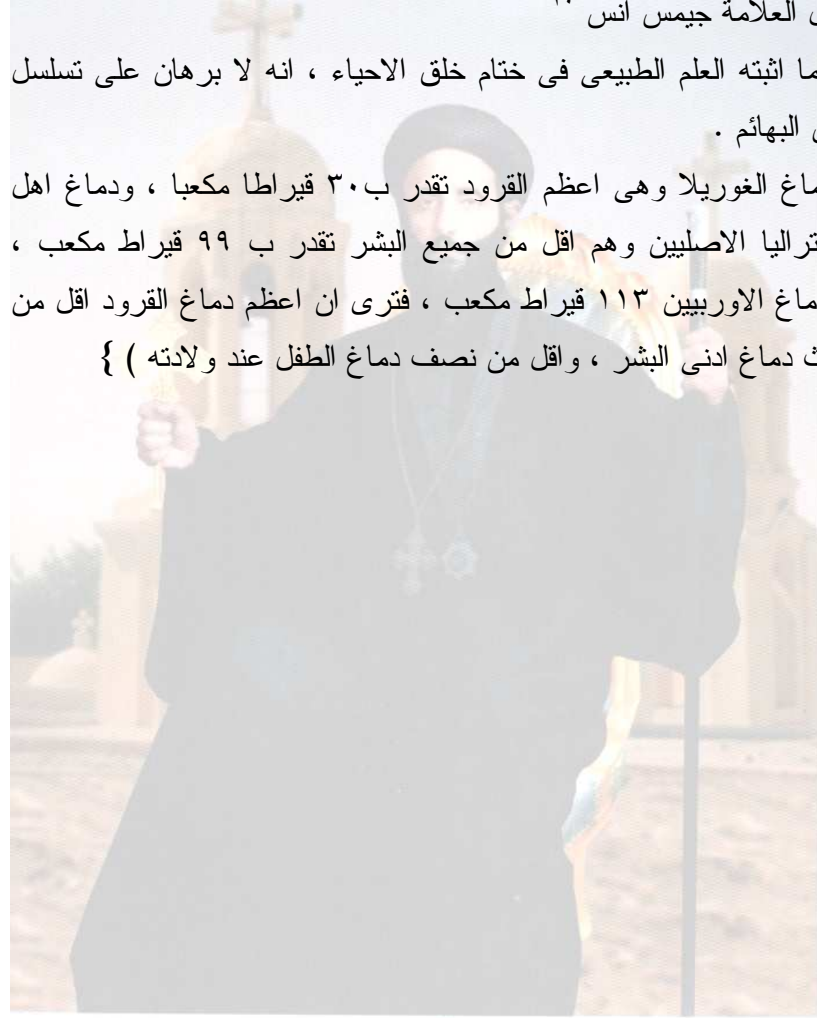 العلامة جيمس انس
ما اثبته العلم الطبيعى فى ختام خلق الاحياء ، انه لا برهان على تسلسل
البهائم .
الغوريلا وهى اعظم القرود تقدر ب٣٠ قيراطا مكعبا ، ودماغ اهل
الاصليين وهم اقل من جميع البشر تقدر ب ٩٩ قيراط مكعب ،
الاوربيين ١١٣ قيراط مكعب ، فترى ان اعظم دماغ القرود اقل من
دماغ ادنى البشر ، واقل من نصف دماغ الطفل عند ولادته ) }